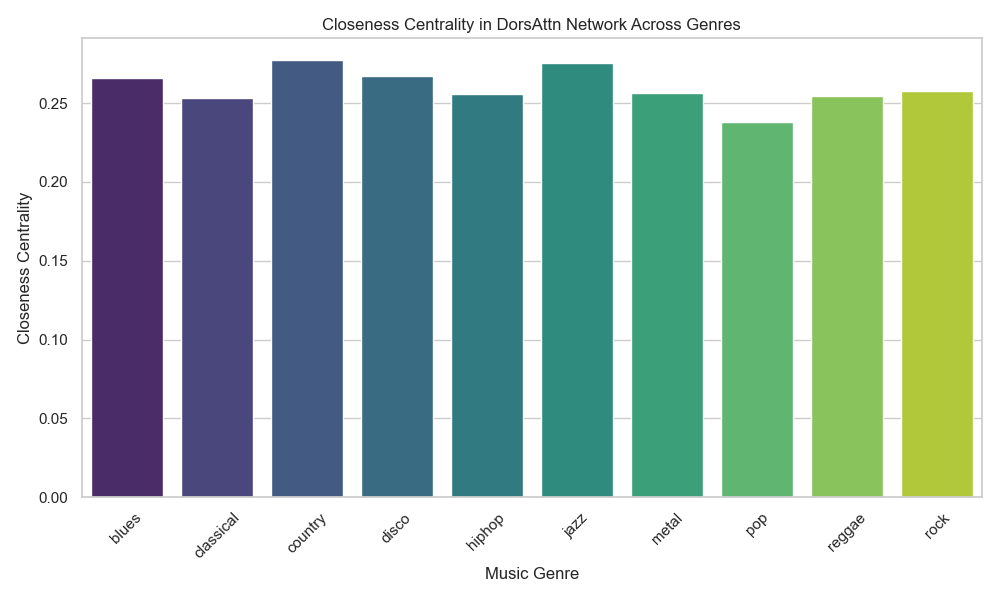 Closeness Centrality in DorsAttn Network Across Genres
Closeness Centrality
0.25
0.20
0.15
0.10
0.05
0.00
blues
classical
country
disco
hiphop
jazz
metal
pop
reggae
rock
Music Genre